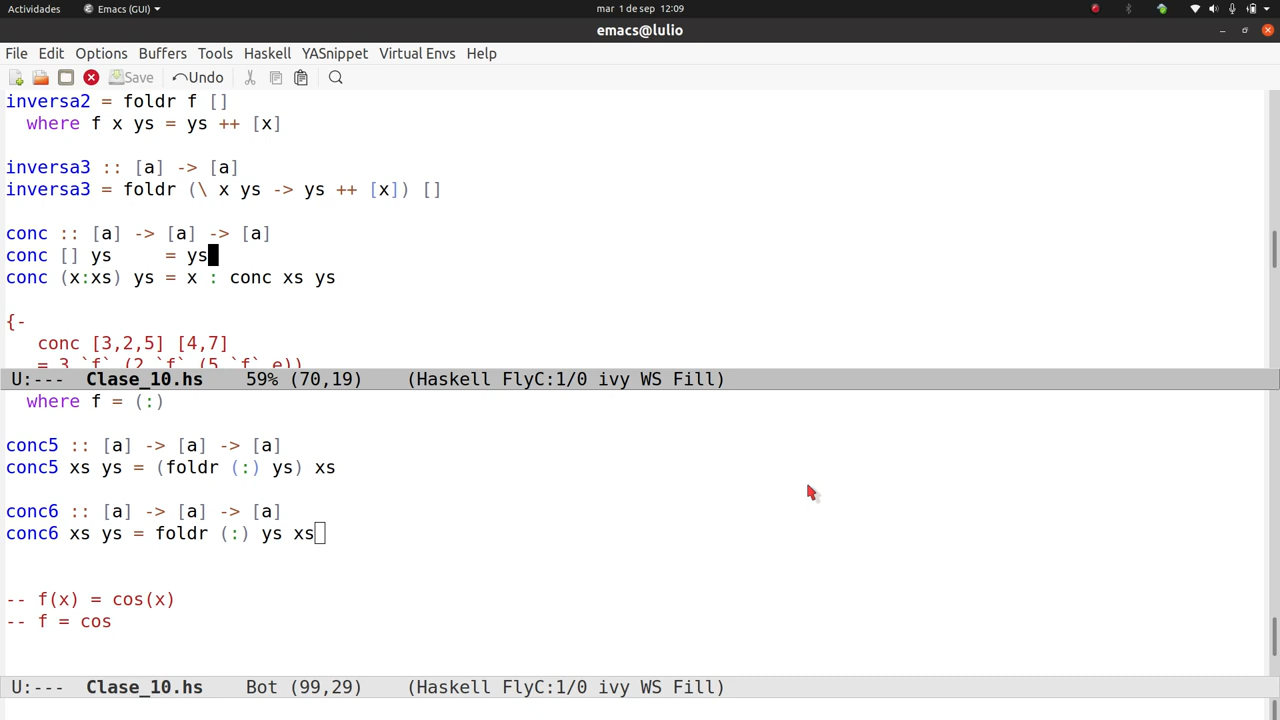 Actividades Emacs (GUI) mar 1 de sep 12:09
emacs@lulio
File Edit Options Buffers Tools Haskell YASnippet Virtual Envs Help
Save Undo
inversa2 = foldr f []
where f x ys = ys ++ [x]
inversa3 :: [a] -> [a]
inversa3 = foldr (\ x ys -> ys ++ [x]) []
conc :: [a] -> [a] -> [a]
conc [] ys     = ys
conc (x:xs) ys = x : conc xs ys
{-
conc [3,2,5] [4,7]
= 3 `f` (2 `f` (5 `f` e))
U:--- Clase_10.hs 59% (70,19) (Haskell FlyC:1/0 ivy WS Fill)
where f = (:)
conc5 :: [a] -> [a] -> [a]
conc5 xs ys = (foldr (:) ys) xs
conc6 :: [a] -> [a] -> [a]
conc6 xs ys = foldr (:) ys xs
-- f(x) = cos(x)
-- f = cos
U:--- Clase_10.hs Bot (99,29) (Haskell FlyC:1/0 ivy WS Fill)